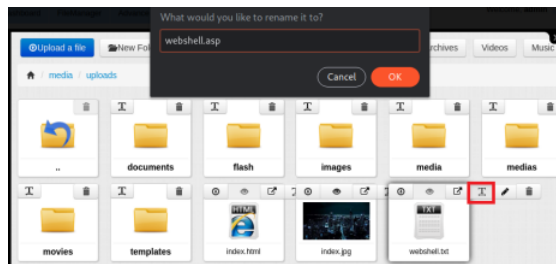 What would you like to rename it to?
webshell.asp
Cancel OK
Upload a file New Fol rchives Videos Music
media / uploads
.. documents flash images media medias
HTML TXT
movies templates index.html index.jpg webshell.txt